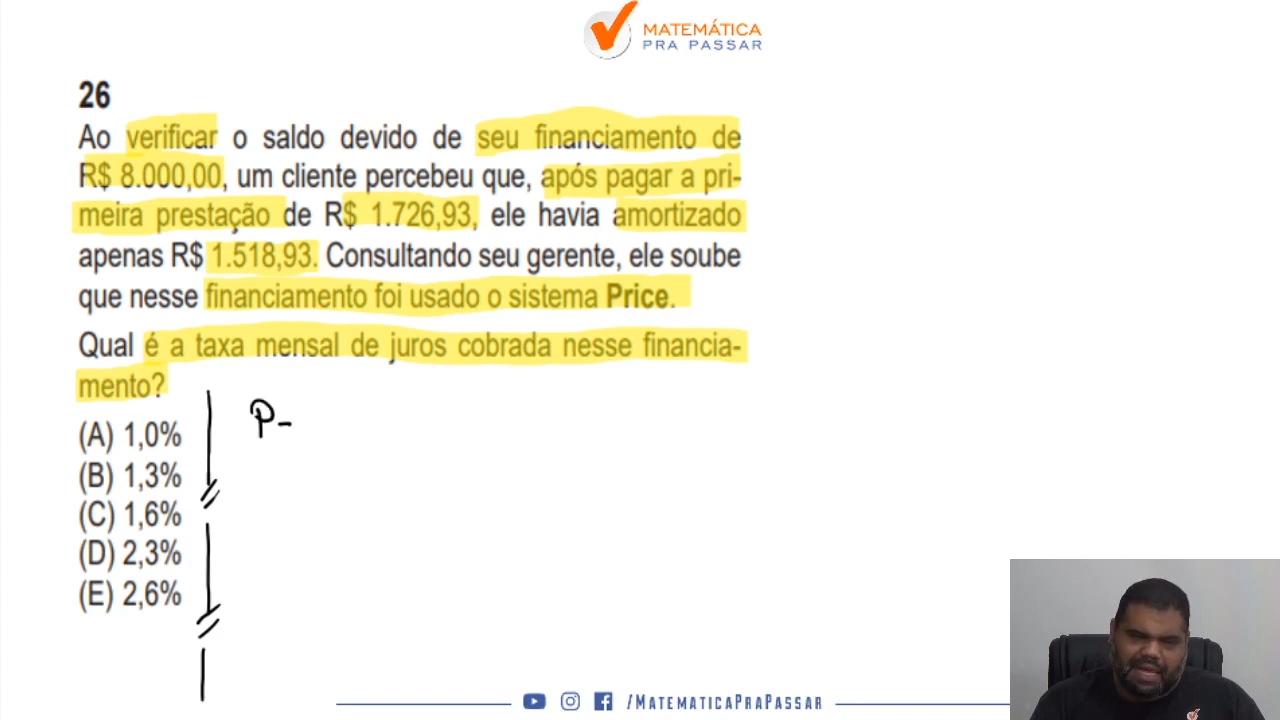 MATEMÁTICA
PRA PASSAR
26
Ao verificar o saldo devido de seu financiamento de
R$ 8.000,00, um cliente percebeu que, após pagar a pri-
meira prestação de R$ 1.726,93, ele havia amortizado
apenas R$ 1.518,93. Consultando seu gerente, ele soube
que nesse financiamento foi usado o sistema Price.
Qual é a taxa mensal de juros cobrada nesse financia-
mento?
P-
(A) 1,0%
(B) 1,3%
(C) 1,6%
(D) 2,3%
(E) 2,6%
/MATEMATICAPRAPASSAR